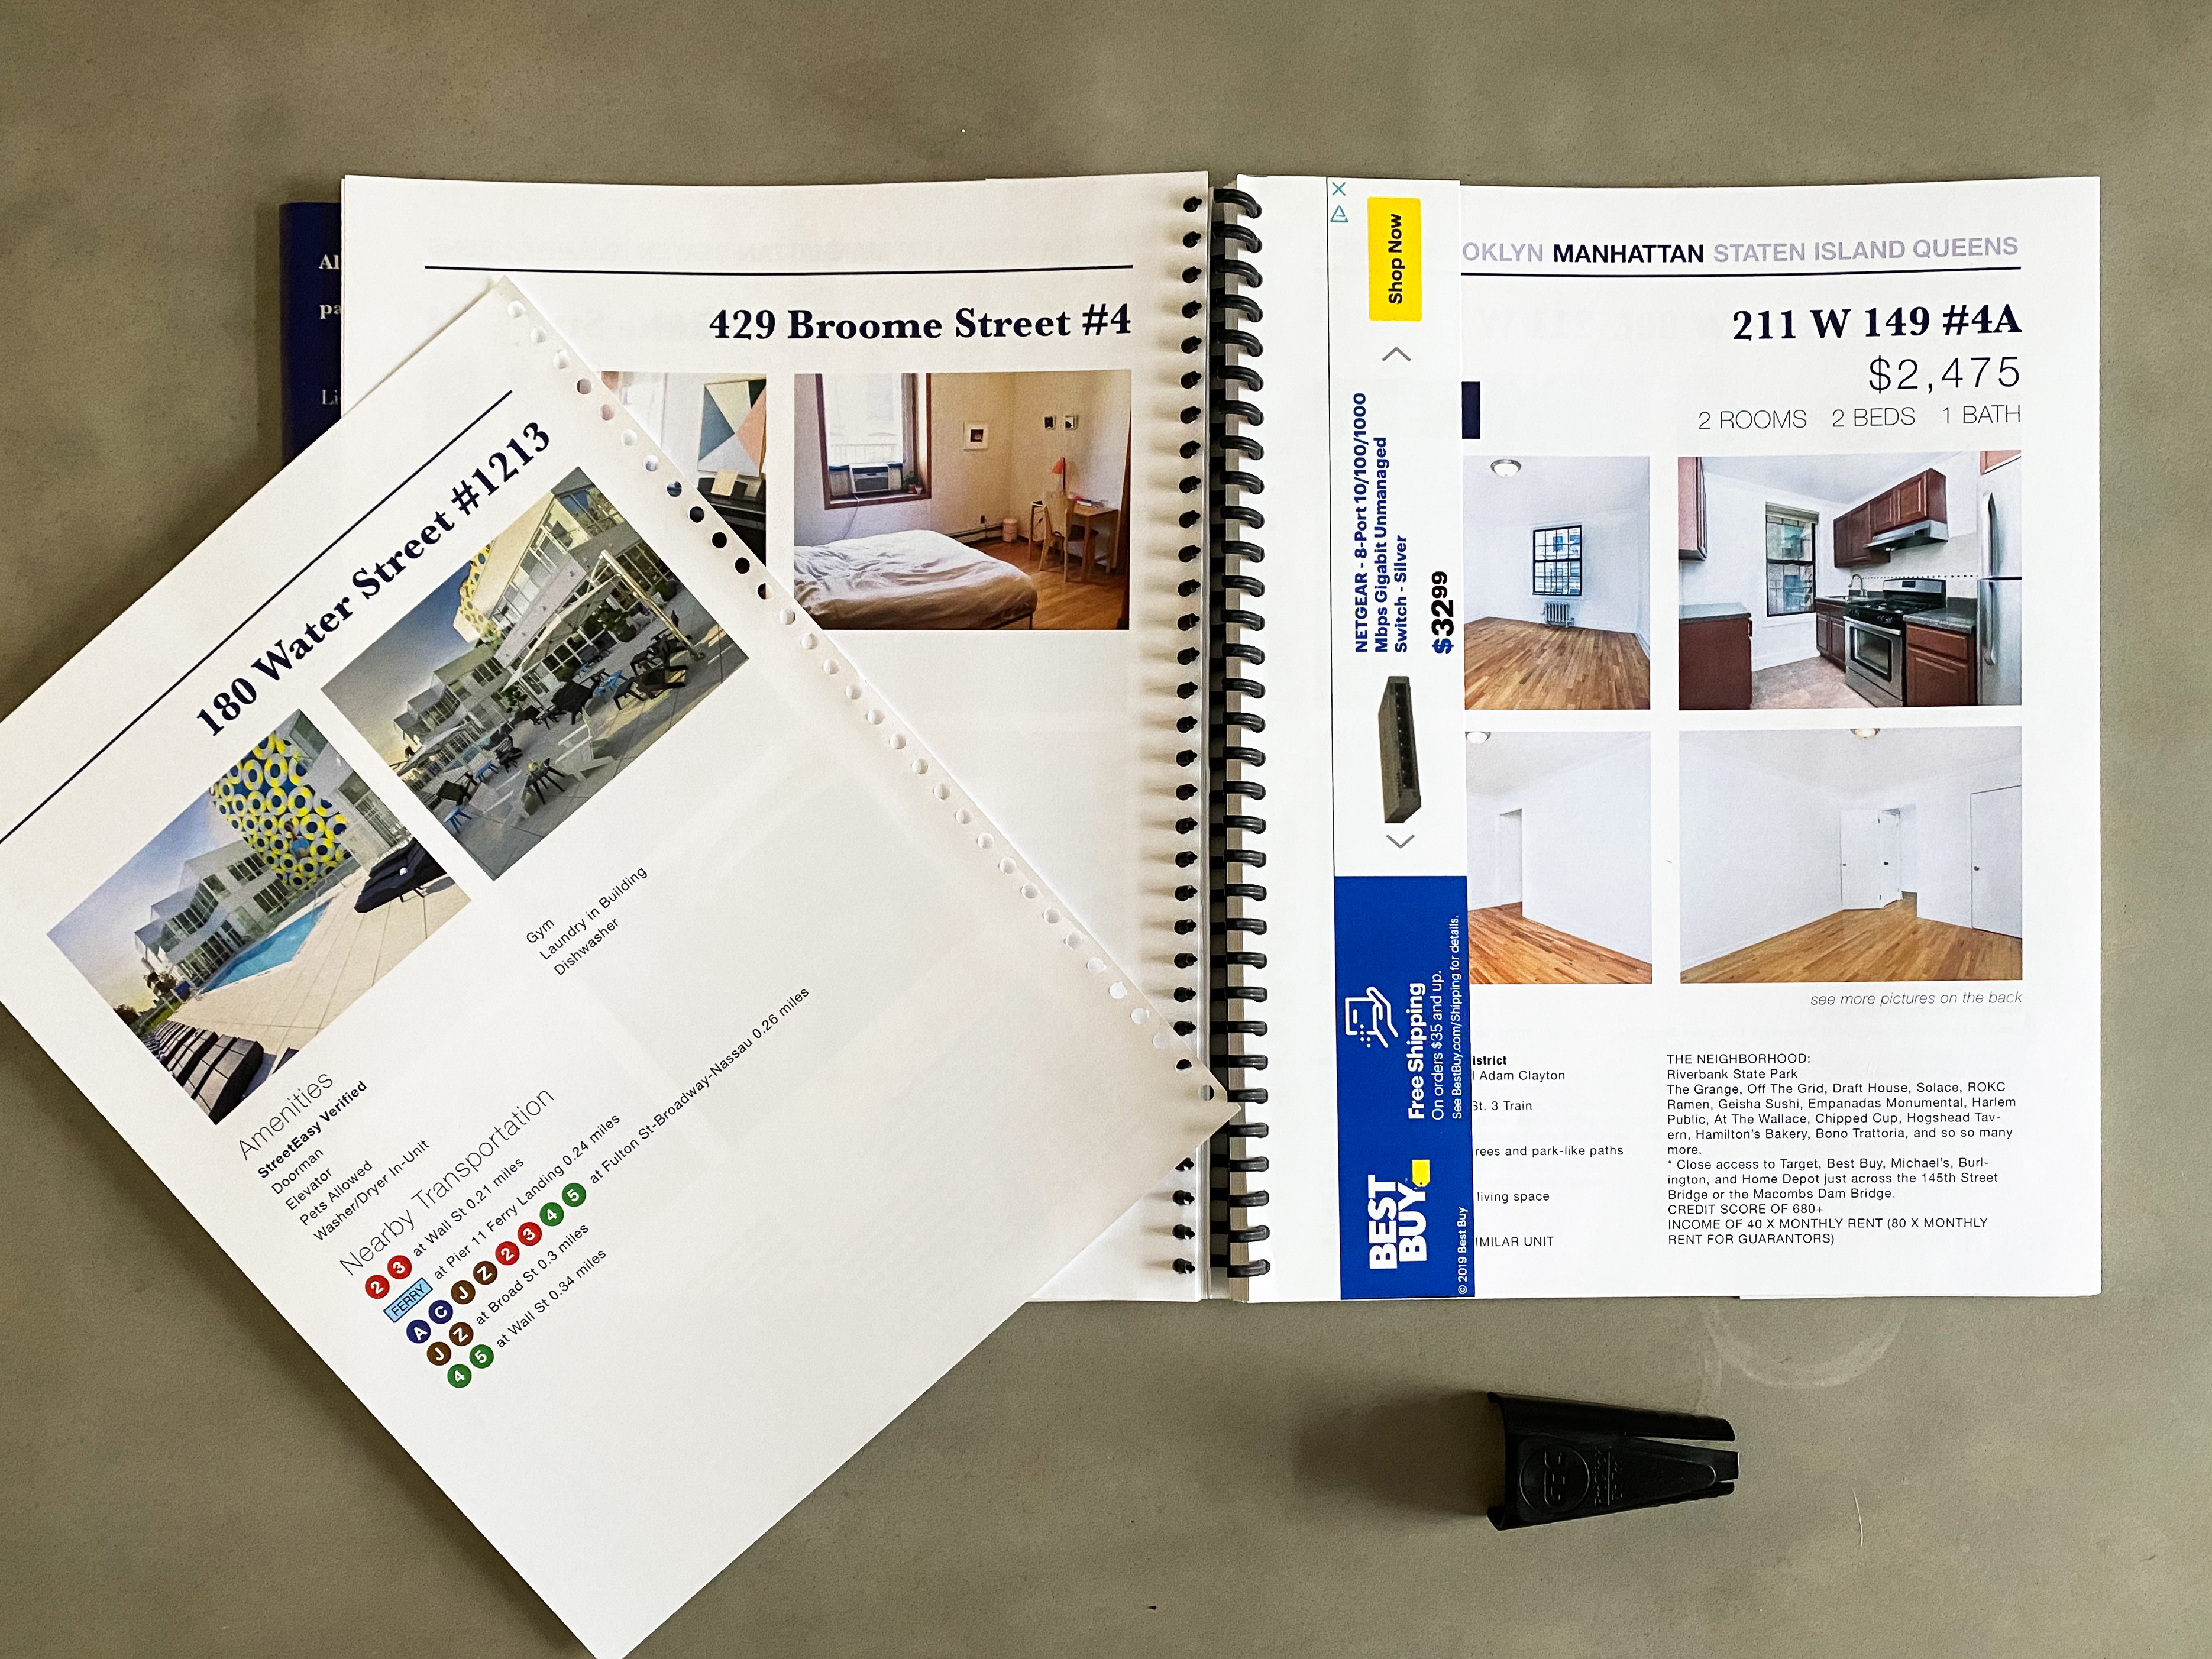 Al
pa
Li
429 Broome Street #4
180 Water Street #1213
Amenities
StreetEasy Verified
Doorman
Elevator
Pets Allowed
Washer/Dryer In-Unit
Gym
Laundry in Building
Dishwasher
Nearby Transportation
2 3 at Wall St 0.21 miles
FERRY at Pier 11 Ferry Landing 0.24 miles
A C J Z 2 3 4 5 at Fulton St-Broadway-Nassau 0.26 miles
J Z at Broad St 0.3 miles
4 5 at Wall St 0.34 miles
Shop Now
NETGEAR - 8-Port 10/100/1000
Mbps Gigabit Unmanaged
Switch - Silver
$3299
Free Shipping
On orders $35 and up.
See BestBuy.com/Shipping for details.
BEST
BUY
© 2019 Best Buy
OKLYN MANHATTAN STATEN ISLAND QUEENS
211 W 149 #4A
$2,475
2 ROOMS 2 BEDS 1 BATH
see more pictures on the back
istrict
l Adam Clayton
St. 3 Train
rees and park-like paths
living space
IMILAR UNIT
THE NEIGHBORHOOD:
Riverbank State Park
The Grange, Off The Grid, Draft House, Solace, ROKC
Ramen, Geisha Sushi, Empanadas Monumental, Harlem
Public, At The Wallace, Chipped Cup, Hogshead Tav-
ern, Hamilton's Bakery, Bono Trattoria, and so so many
more.
* Close access to Target, Best Buy, Michael's, Burl-
ington, and Home Depot just across the 145th Street
Bridge or the Macombs Dam Bridge.
CREDIT SCORE OF 680+
INCOME OF 40 X MONTHLY RENT (80 X MONTHLY
RENT FOR GUARANTORS)